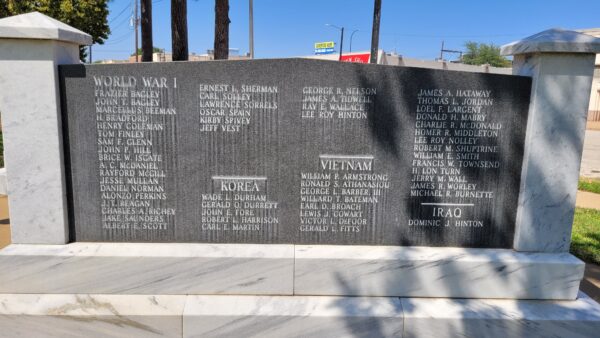 WORLD WAR I
FRAZIER BAGLEY
JOHN T. BAGLEY
MARCELLUS BEEMAN
H. BRADFORD
HENRY COLEMAN
TOM FINLEY
SAM F. GLENN
JOHN P. HILL
BRICE W. ISGATE
A. C. McDANIEL
RAYFORD McGILL
JESSE MULLAN
DANIEL NORMAN
ALONZO PERKINS
J. T. REAGAN
CHARLES A. RICHEY
JAKE SAUNDERS
ALBERT E. SCOTT
ERNEST L. SHERMAN
CARL SOLLEY
LAWRENCE SORRELS
OSCAR SPAIN
KIRBY SPIVEY
JEFF VEST
KOREA
WADE L. DURHAM
GERALD O. DURRETT
JOHN E. FORE
ROBERT E. HARRISON
CARL E. MARTIN
GEORGE R. NELSON
JAMES A. TIDWELL
RAY E. WALLACE
LEE ROY HINTON
VIETNAM
WILLIAM P. ARMSTRONG
RONALD S. ATHANASIOU
GEORGE L. BARBER III
WILLARD F. BATEMAN
EARL D. BROACH
LEWIS J. COWART
VICTOR L. DEFOOR
GERALD L. FITTS
JAMES A. HATAWAY
THOMAS L. JORDAN
LOEL F. LARGENT
DONALD H. MABRY
CHARLIE R. McDONALD
HOMER R. MIDDLETON
LEE ROY NOLLEY
ROBERT M. SHUPTRINE
WILLIAM E. SMITH
FRANCIS W. TOWNSEND
H. LON TURN
JERRY M. WALL
JAMES R. WORLEY
MICHAEL R. BURNETTE
IRAQ
DOMINIC J. HINTON